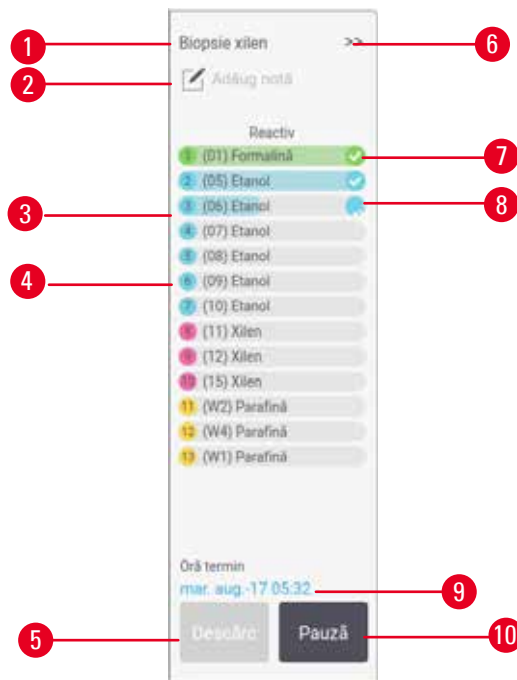 1 Biopsie xilen >> 6
2 Adăug notă
Reactiv
1 (01) Formalină 7
2 (05) Etanol
3 3 (06) Etanol 8
4 (07) Etanol
5 (08) Etanol
4 6 (09) Etanol
7 (10) Etanol
8 (11) Xilen
9 (12) Xilen
10 (15) Xilen
11 (W2) Parafină
12 (W4) Parafină
13 (W1) Parafină
Oră termin
mar. aug.-17 05:32 9
5 Descărc Pauză 10